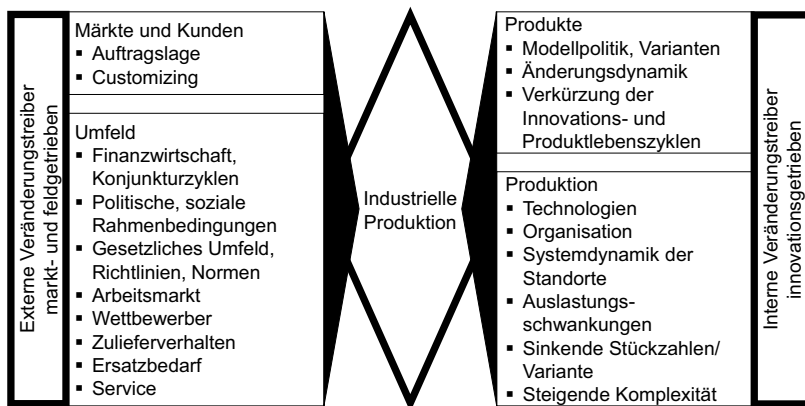 Externe Veränderungstreiber
markt- und feldgetrieben
Märkte und Kunden
▪ Auftragslage
▪ Customizing
Umfeld
▪ Finanzwirtschaft,
Konjunkturzyklen
▪ Politische, soziale
Rahmenbedingungen
▪ Gesetzliches Umfeld,
Richtlinien, Normen
▪ Arbeitsmarkt
▪ Wettbewerber
▪ Zulieferverhalten
▪ Ersatzbedarf
▪ Service
Industrielle
Produktion
Produkte
▪ Modellpolitik, Varianten
▪ Änderungsdynamik
▪ Verkürzung der
Innovations- und
Produktlebenszyklen
Produktion
▪ Technologien
▪ Organisation
▪ Systemdynamik der
Standorte
▪ Auslastungs-
schwankungen
▪ Sinkende Stückzahlen/
Variante
▪ Steigende Komplexität
Interne Veränderungstreiber
innovationsgetrieben